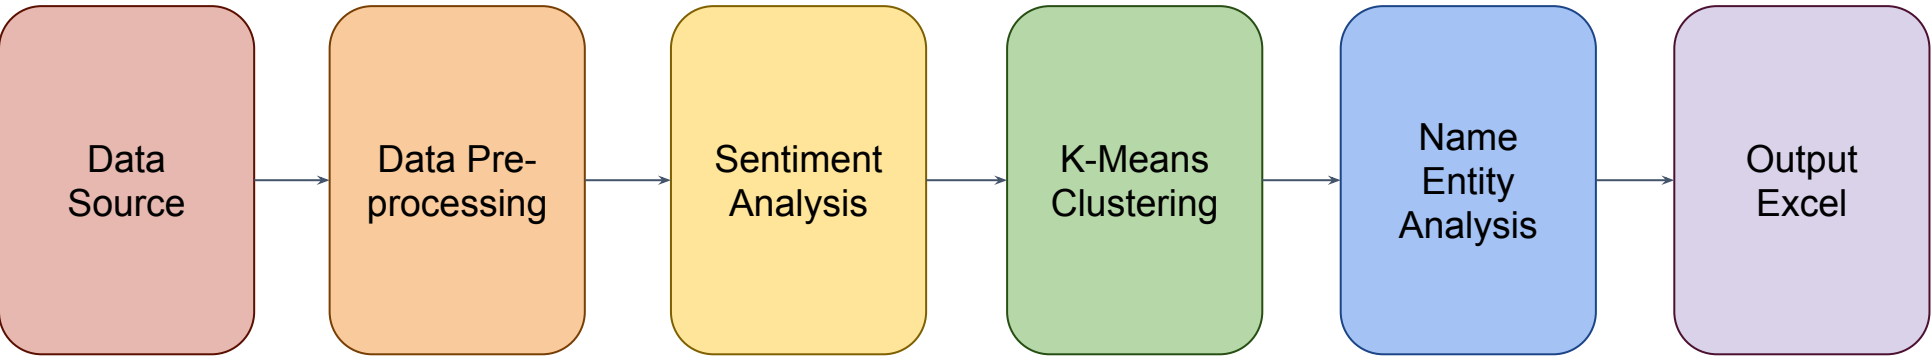 Data
Source
Data Pre-
processing
Sentiment
Analysis
K-Means
Clustering
Name
Entity
Analysis
Output
Excel